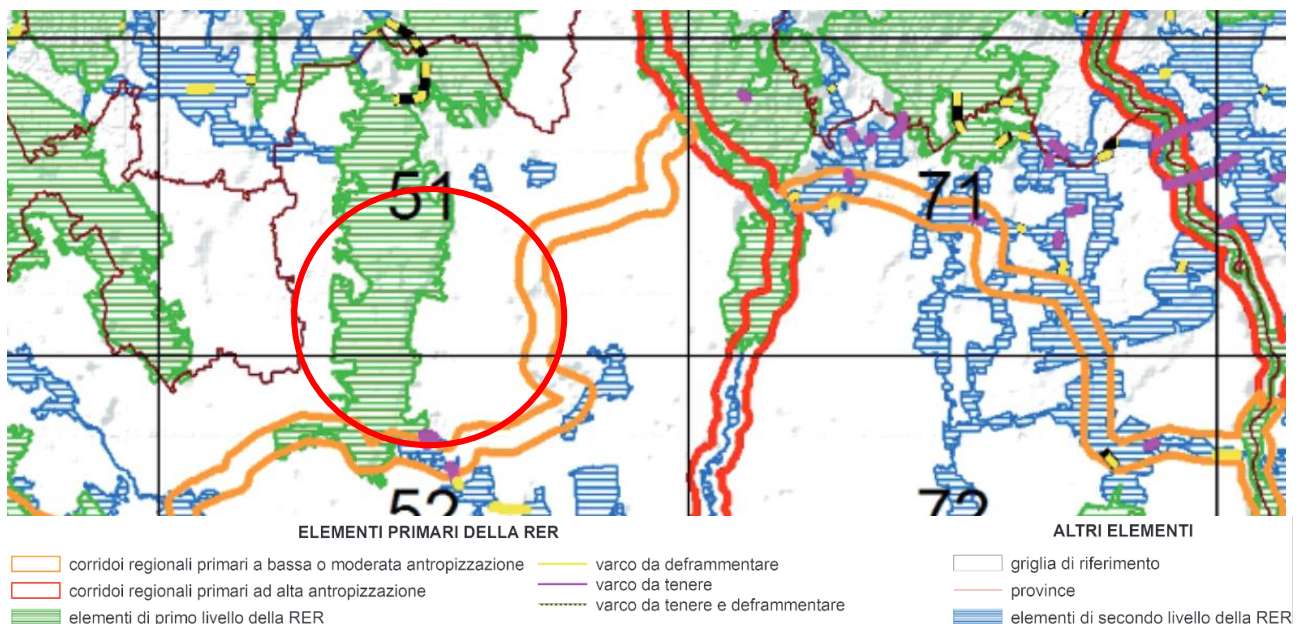 51
71
52
72
ELEMENTI PRIMARI DELLA RER
corridoi regionali primari a bassa o moderata antropizzazione
corridoi regionali primari ad alta antropizzazione
elementi di primo livello della RER
varco da deframmentare
varco da tenere
varco da tenere e deframmentare
ALTRI ELEMENTI
griglia di riferimento
province
elementi di secondo livello della RER